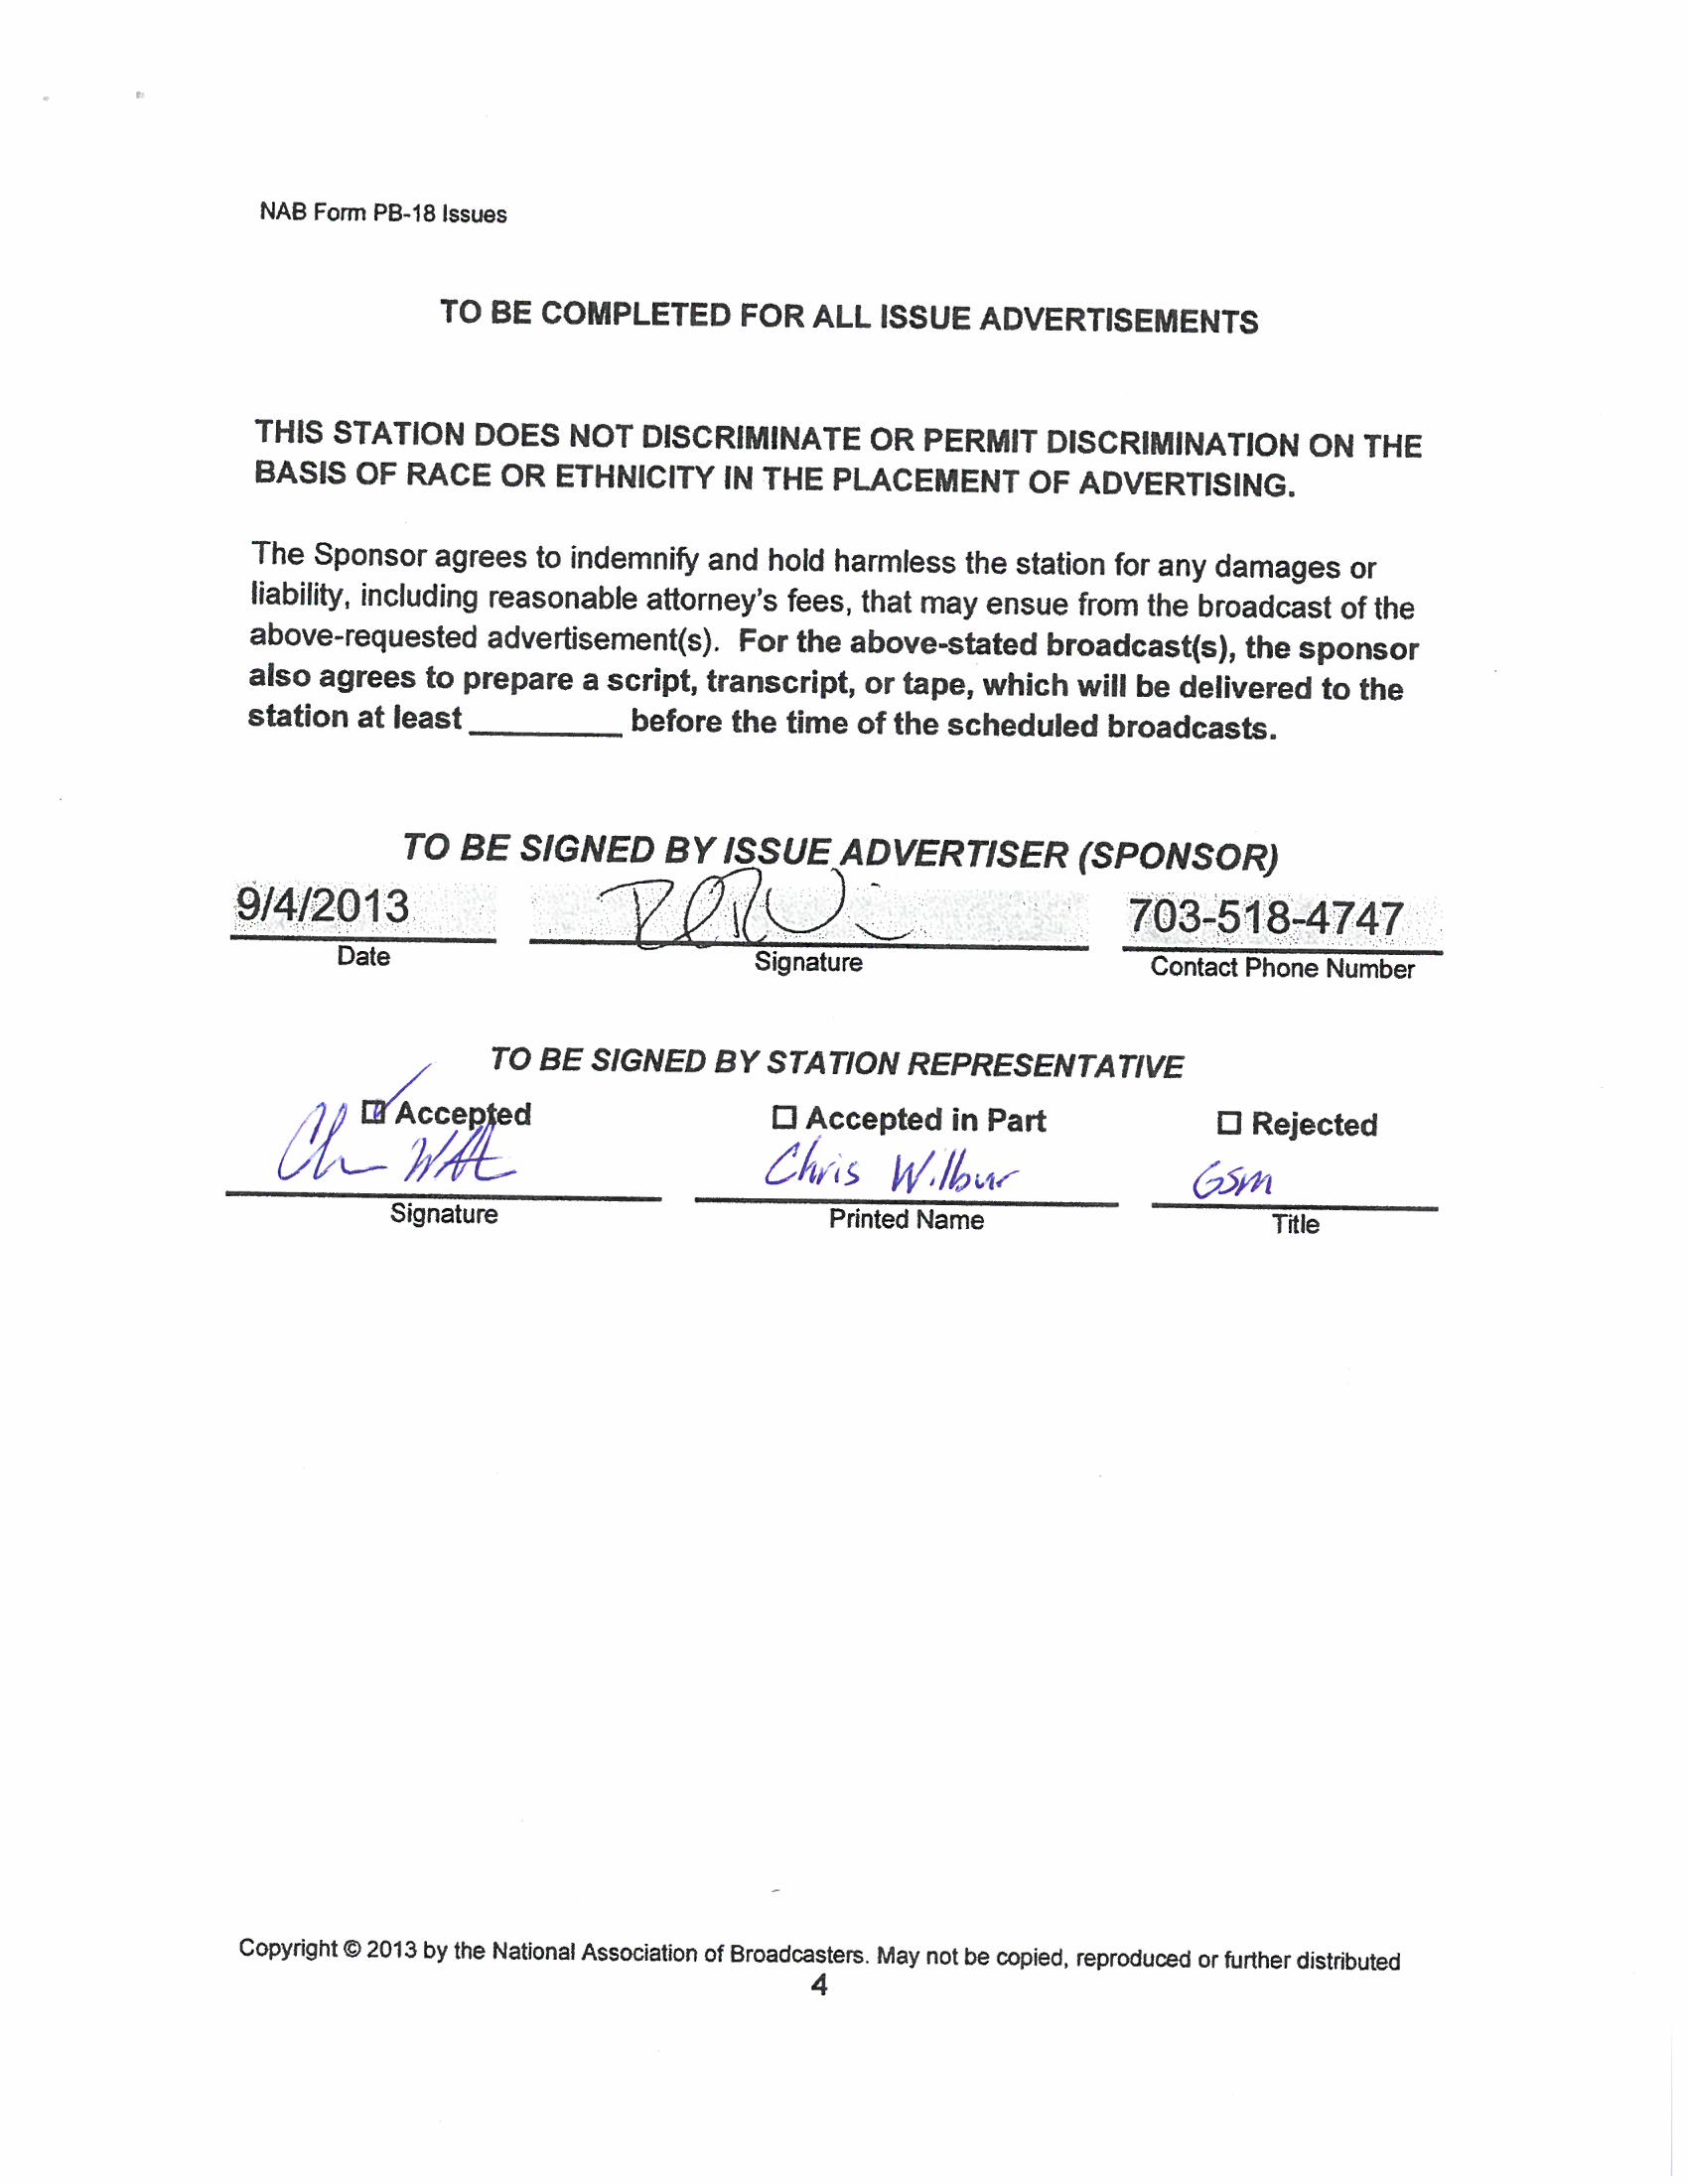 NAB Form PB-18 Issues
TO BE COMPLETED FOR ALL ISSUE ADVERTISEMENTS
THIS STATION DOES NOT DISCRIMINATE OR PERMIT DISCRIMINATION ON THE
BASIS OF RACE OR ETHNICITY IN THE PLACEMENT OF ADVERTISING.
The Sponsor agrees to indemnify and hold harmless the station for any damages or
liability, including reasonable attorney's fees, that may ensue from the broadcast of the
above-requested advertisement(s). For the above-stated broadcast(s), the sponsor
also agrees to prepare a script, transcript, or tape, which will be delivered to the
station at least _________ before the time of the scheduled broadcasts.
TO BE SIGNED BY ISSUE ADVERTISER (SPONSOR)
9/4/2013 703-518-4747
Date Signature Contact Phone Number
TO BE SIGNED BY STATION REPRESENTATIVE
Accepted Accepted in Part Rejected
Chris Wilbur GSM
Signature Printed Name Title
Copyright © 2013 by the National Association of Broadcasters. May not be copied, reproduced or further distributed
4